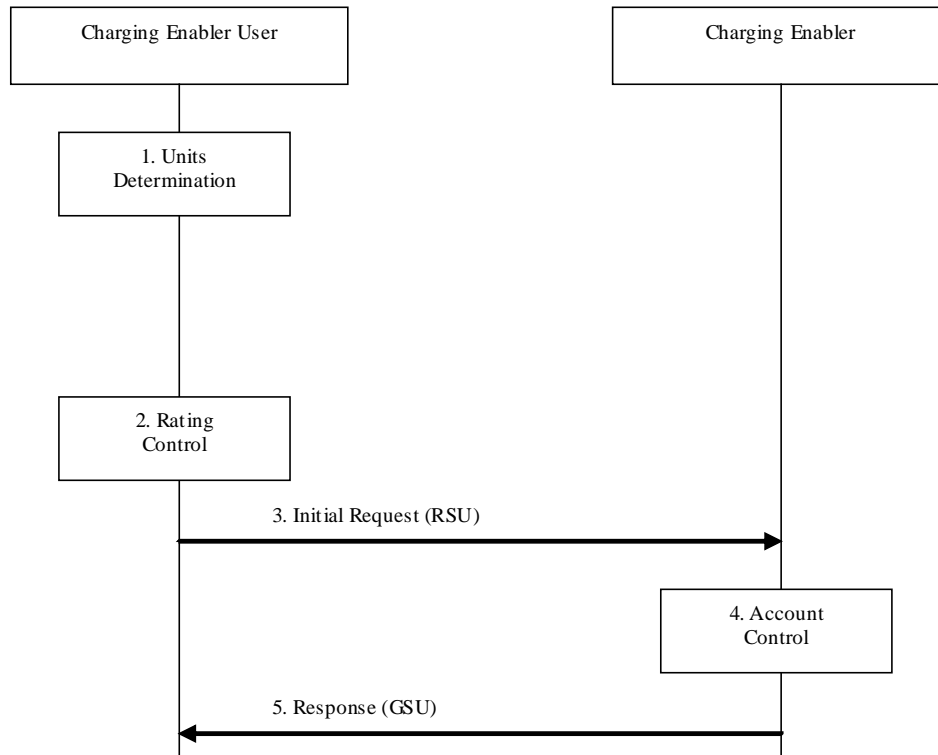 Charging Enabler User
Charging Enabler
1. Units
Determination
2. Rating
Control
3. Initial Request (RSU)
4. Account
Control
5. Response (GSU)